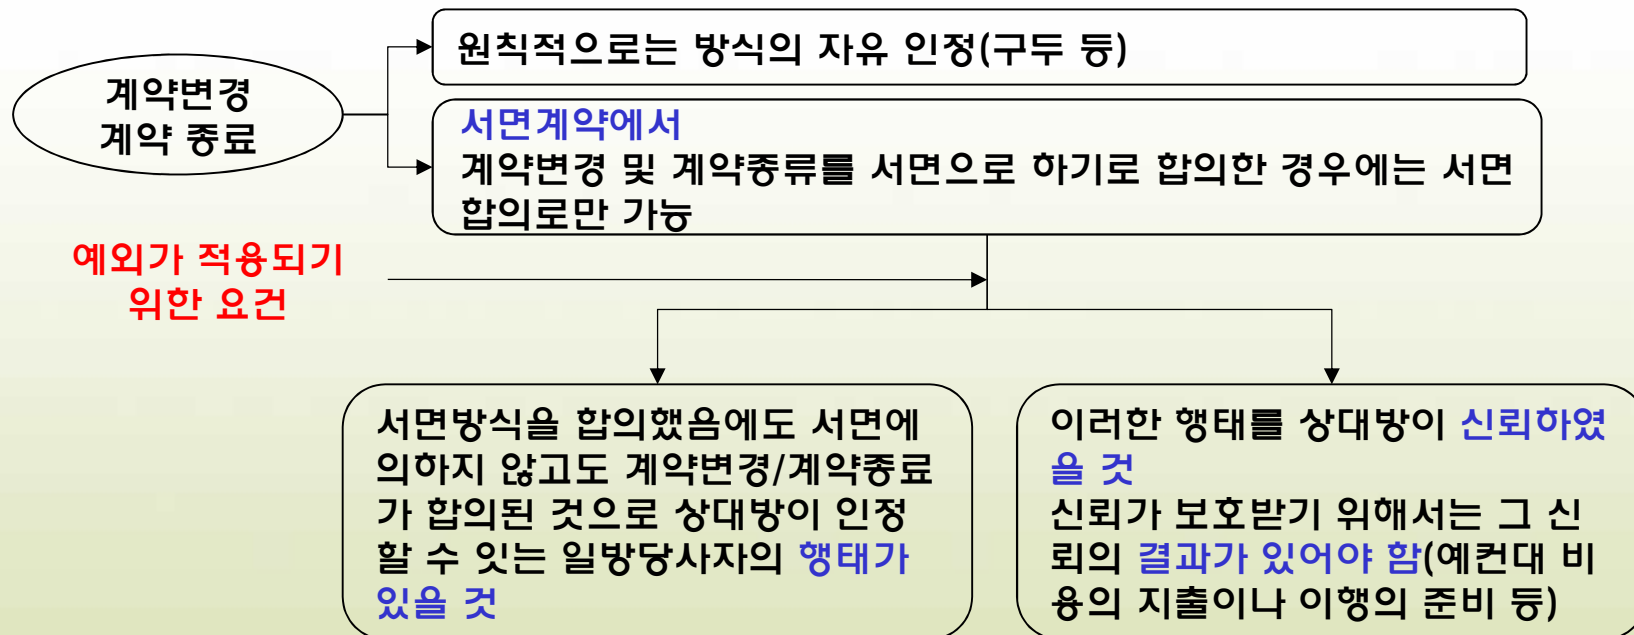 계약변경
계약 종료
원칙적으로는 방식의 자유 인정(구두 등)
서면계약에서
계약변경 및 계약종류를 서면으로 하기로 합의한 경우에는 서면
합의로만 가능
예외가 적용되기
위한 요건
서면방식을 합의했음에도 서면에
의하지 않고도 계약변경/계약종료
가 합의된 것으로 상대방이 인정
할 수 잇는 일방당사자의 행태가
있을 것
이러한 행태를 상대방이 신뢰하였
을 것
신뢰가 보호받기 위해서는 그 신
뢰의 결과가 있어야 함(예컨대 비
용의 지출이나 이행의 준비 등)